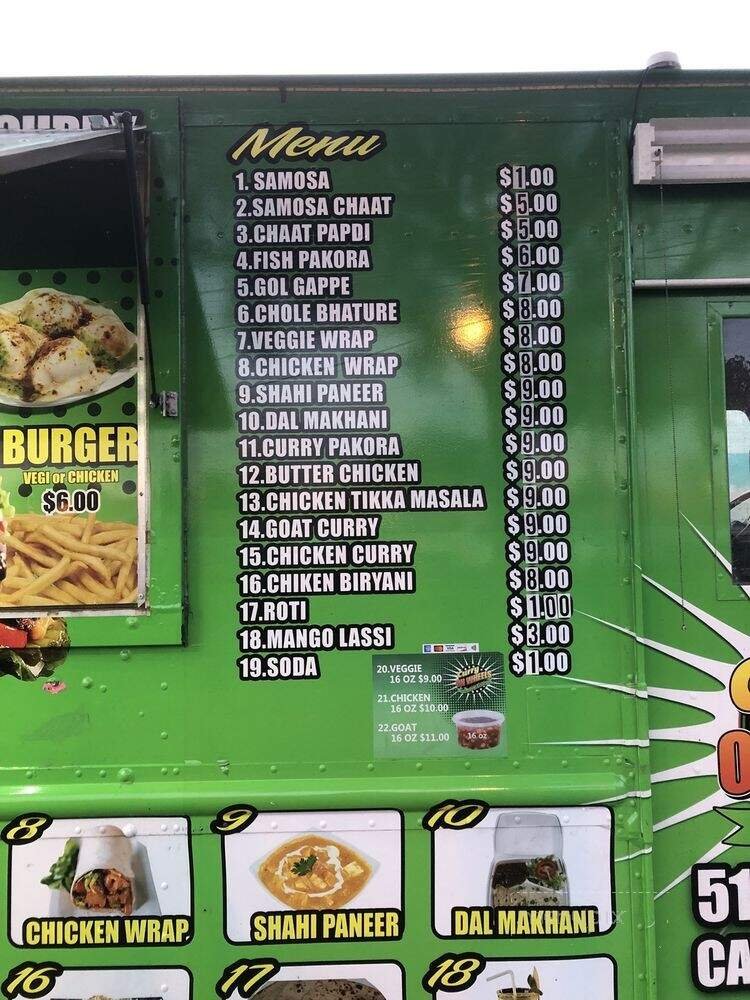 Menu
1. SAMOSA $1.00
2.SAMOSA CHAAT $5.00
3.CHAAT PAPDI $5.00
4.FISH PAKORA $6.00
5.GOL GAPPE $7.00
6.CHOLE BHATURE $8.00
7.VEGGIE WRAP $8.00
8.CHICKEN WRAP $8.00
9.SHAHI PANEER $9.00
10.DAL MAKHANI $9.00
11.CURRY PAKORA $9.00
12.BUTTER CHICKEN $9.00
13.CHICKEN TIKKA MASALA $9.00
14.GOAT CURRY $9.00
15.CHICKEN CURRY $9.00
16.CHIKEN BIRYANI $8.00
17.ROTI $1.00
18.MANGO LASSI $3.00
19.SODA $1.00
BURGER
VEGI or CHICKEN
$6.00
20.VEGGIE
16 OZ $9.00
21.CHICKEN
16 OZ $10.00
22.GOAT
16 OZ $11.00
Curry
ON WHEELS
16 oz
8
CHICKEN WRAP
9
SHAHI PANEER
10
DAL MAKHANI
16
17
18
51
CA